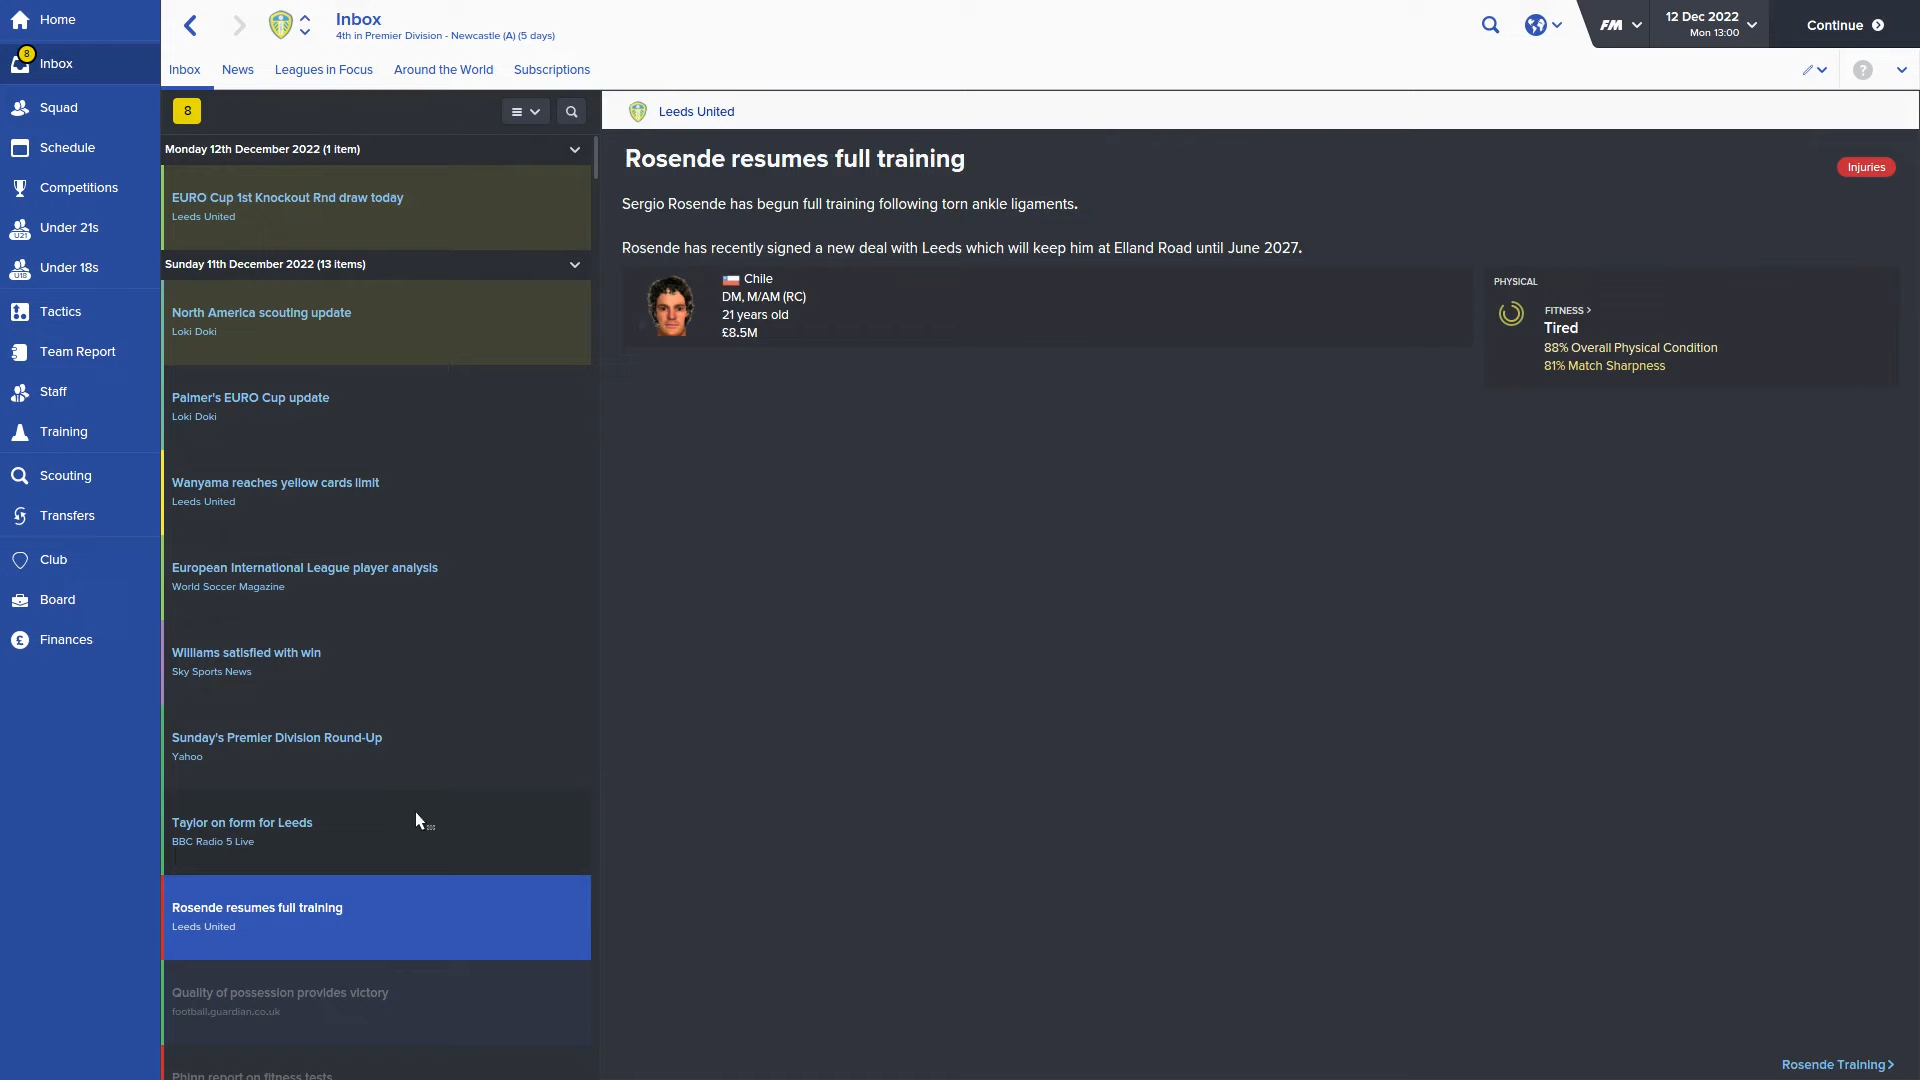 Home
8
Inbox
Squad
Schedule
Competitions
U21
Under 21s
U18
Under 18s
Tactics
Team Report
Staff
Training
Scouting
Transfers
Club
Board
£
Finances
Inbox
4th in Premier Division - Newcastle (A) (5 days)
FM
12 Dec 2022
Mon 13:00
Continue
Inbox
News
Leagues in Focus
Around the World
Subscriptions
?
8
Monday 12th December 2022 (1 item)
EURO Cup 1st Knockout Rnd draw today
Leeds United
Sunday 11th December 2022 (13 items)
North America scouting update
Loki Doki
Palmer's EURO Cup update
Loki Doki
Wanyama reaches yellow cards limit
Leeds United
European International League player analysis
World Soccer Magazine
Williams satisfied with win
Sky Sports News
Sunday's Premier Division Round-Up
Yahoo
Taylor on form for Leeds
BBC Radio 5 Live
Rosende resumes full training
Leeds United
Quality of possession provides victory
football.guardian.co.uk
Phinn report on fitness tests
Leeds United
Rosende resumes full training
Injuries
Sergio Rosende has begun full training following torn ankle ligaments.
Rosende has recently signed a new deal with Leeds which will keep him at Elland Road until June 2027.
Chile
DM, M/AM (RC)
21 years old
£8.5M
PHYSICAL
FITNESS >
Tired
88% Overall Physical Condition
81% Match Sharpness
Rosende Training >